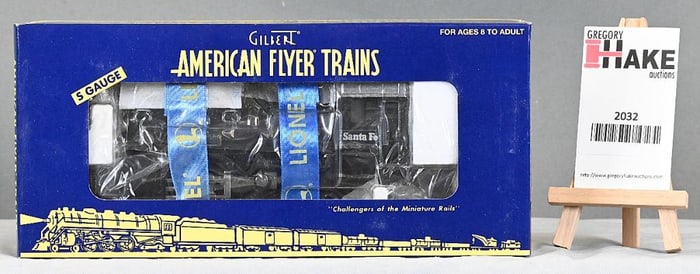 GILBERT
AMERICAN FLYER TRAINS
FOR AGES 8 TO ADULT
S GAUGE
LIONEL
Santa Fe
"Challengers of the Miniature Rails"
GREGORY
HAKE
auctions
2032